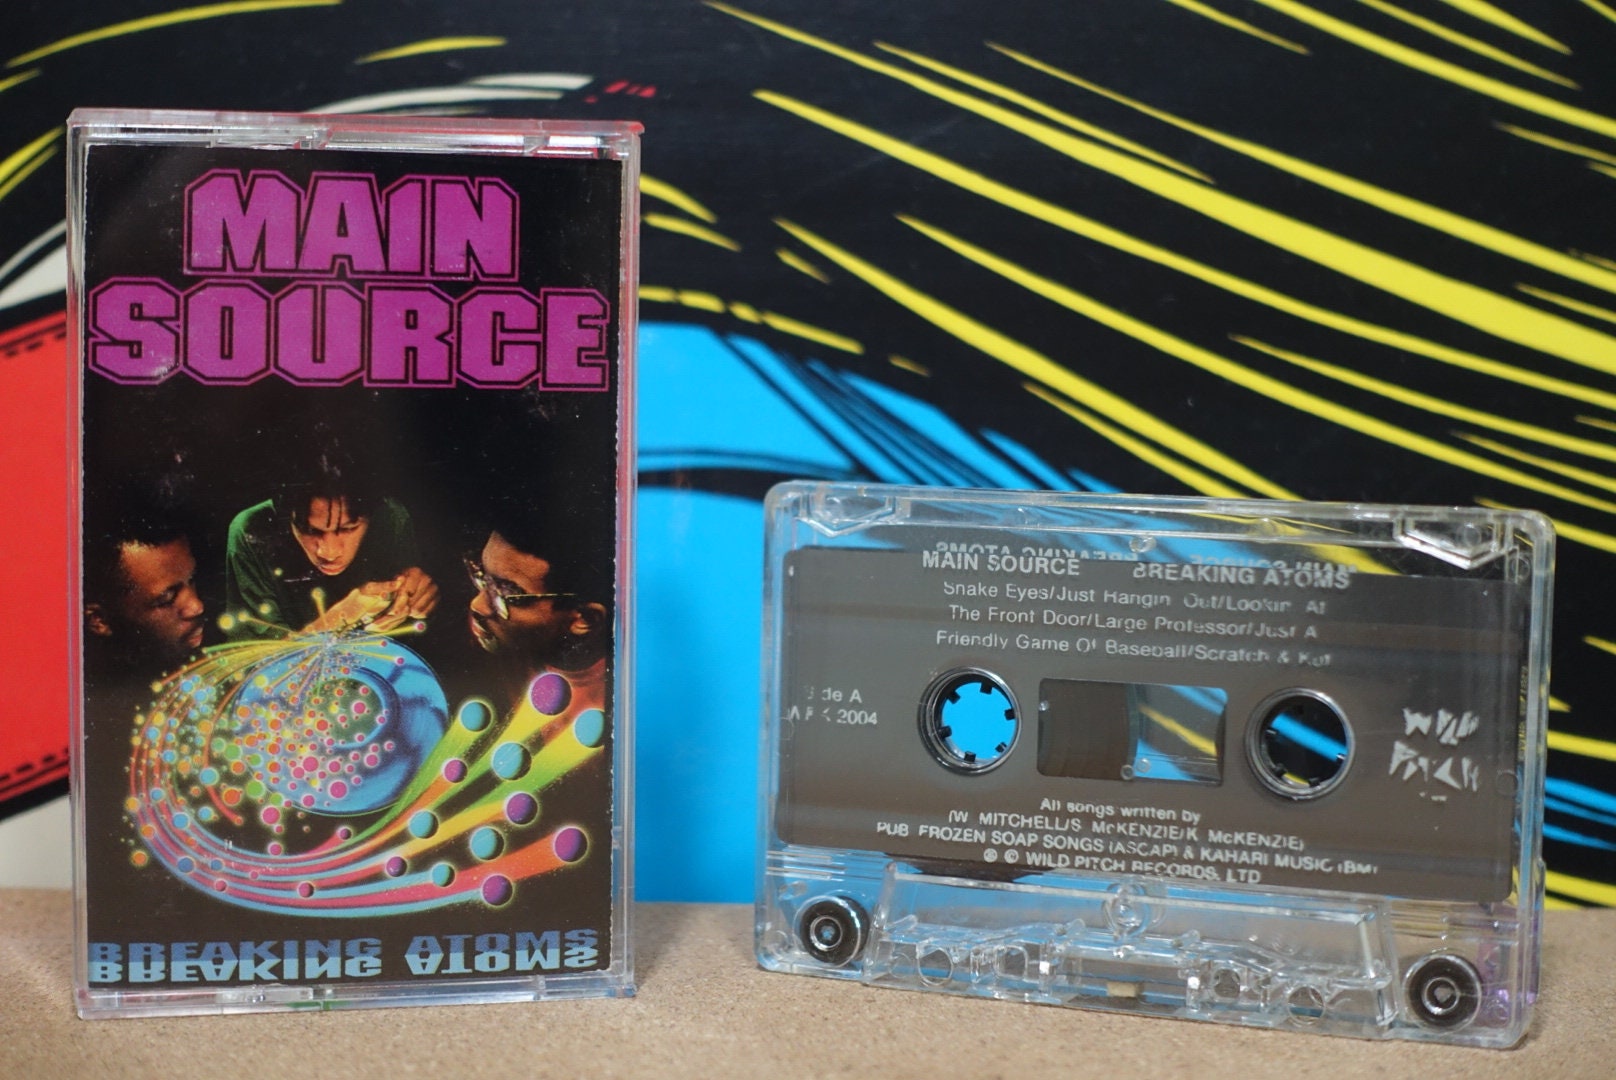 MAIN
SOURCE
BREAKING ATOMS
BREAKING ATOMS
MAIN SOURCE BREAKING ATOMS
Snake Eyes/Just Hangin' Out/Lookin' At
The Front Door/Large Professor/Just A
Friendly Game Of Baseball/Scratch & Kut
Side A
2004
WILD
PITCH
All songs written by
(W. MITCHELL/S. McKENZIE/K. McKENZIE)
PUB. FROZEN SOAP SONGS (ASCAP) & KAHARI MUSIC (BMI)
℗ © WILD PITCH RECORDS, LTD